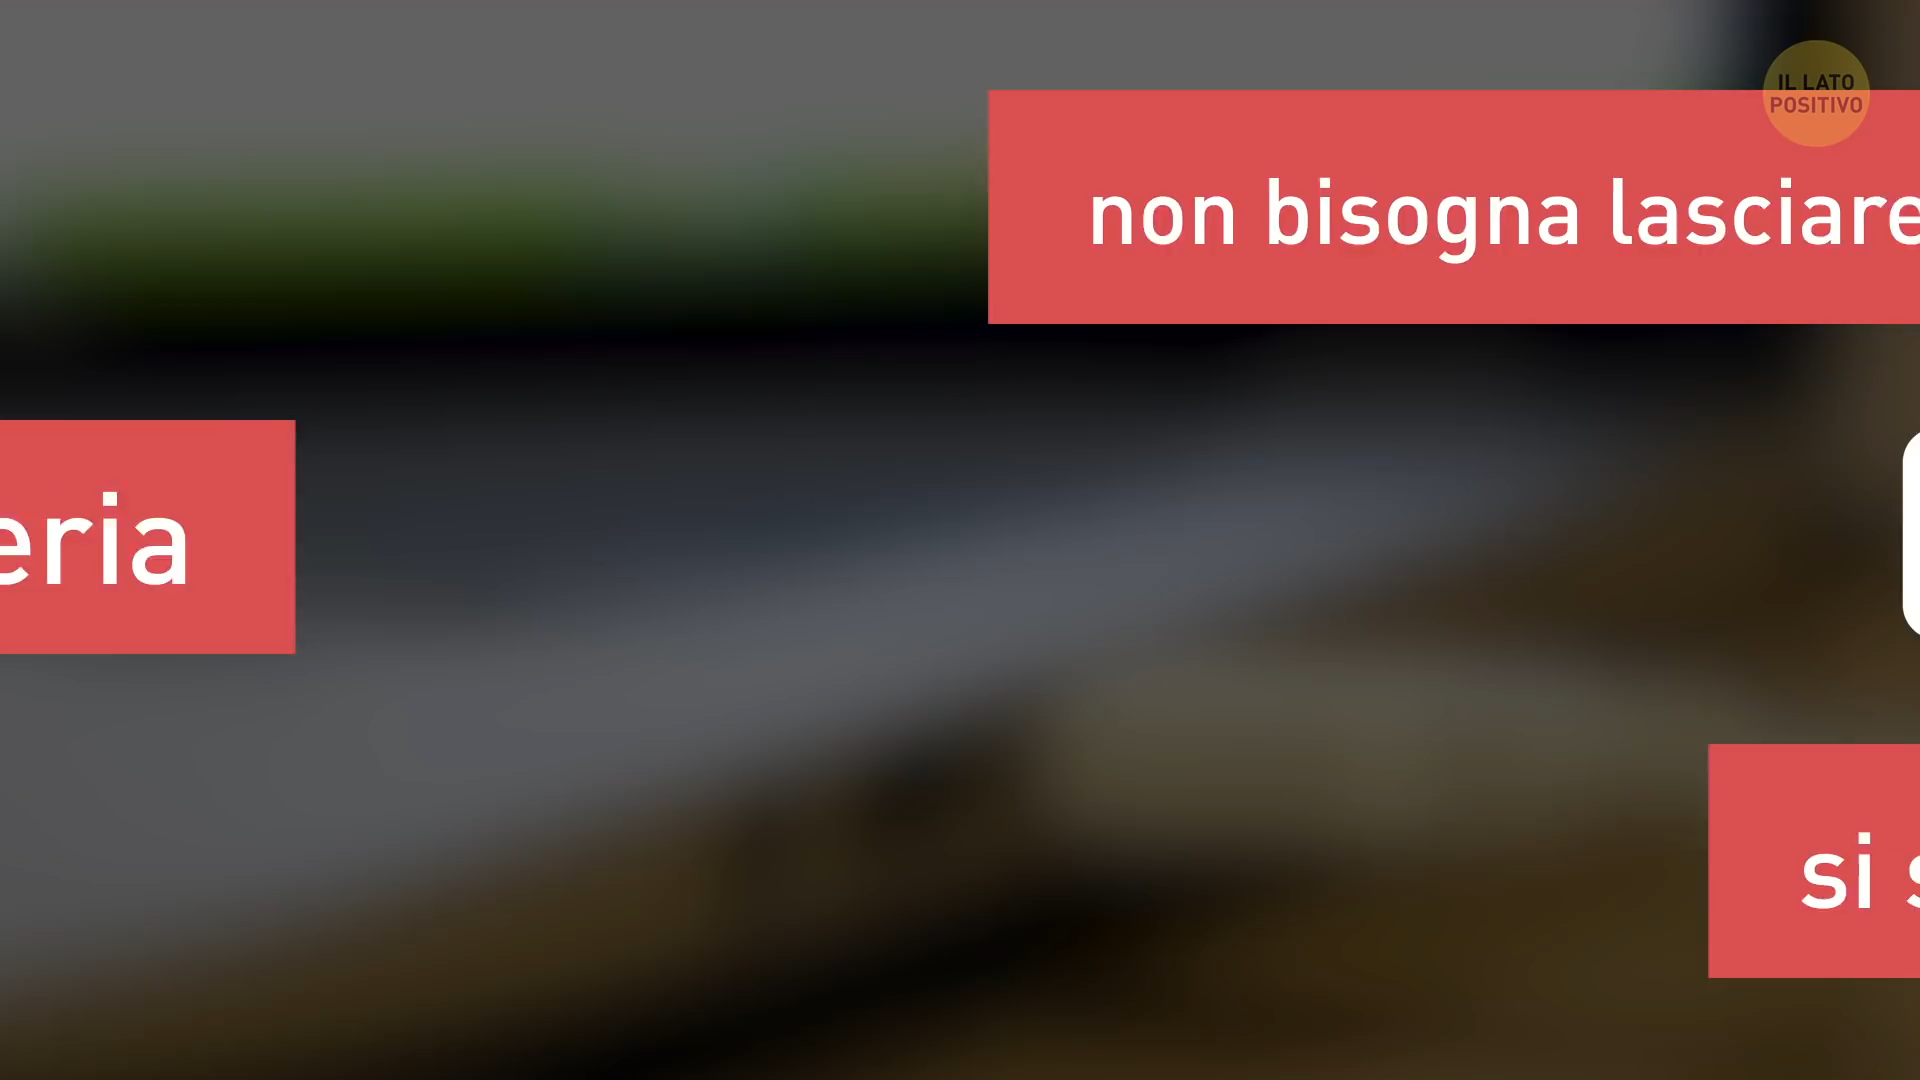 IL LATO
POSITIVO
non bisogna lasciare
eria
si s